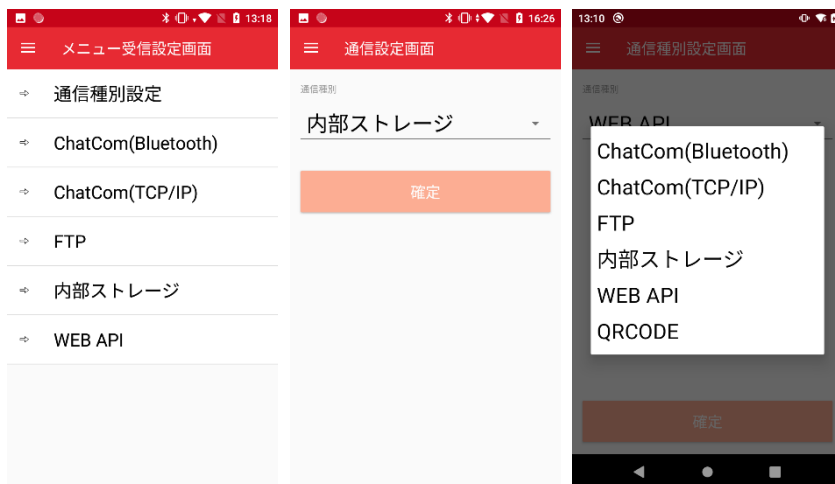 13:18
メニュー受信設定画面
通信種別設定
ChatCom(Bluetooth)
ChatCom(TCP/IP)
FTP
内部ストレージ
WEB API
16:26
通信設定画面
通信種別
内部ストレージ
確定
13:10
通信種別設定画面
通信種別
WEB API
ChatCom(Bluetooth)
ChatCom(TCP/IP)
FTP
内部ストレージ
WEB API
QRCODE
確定